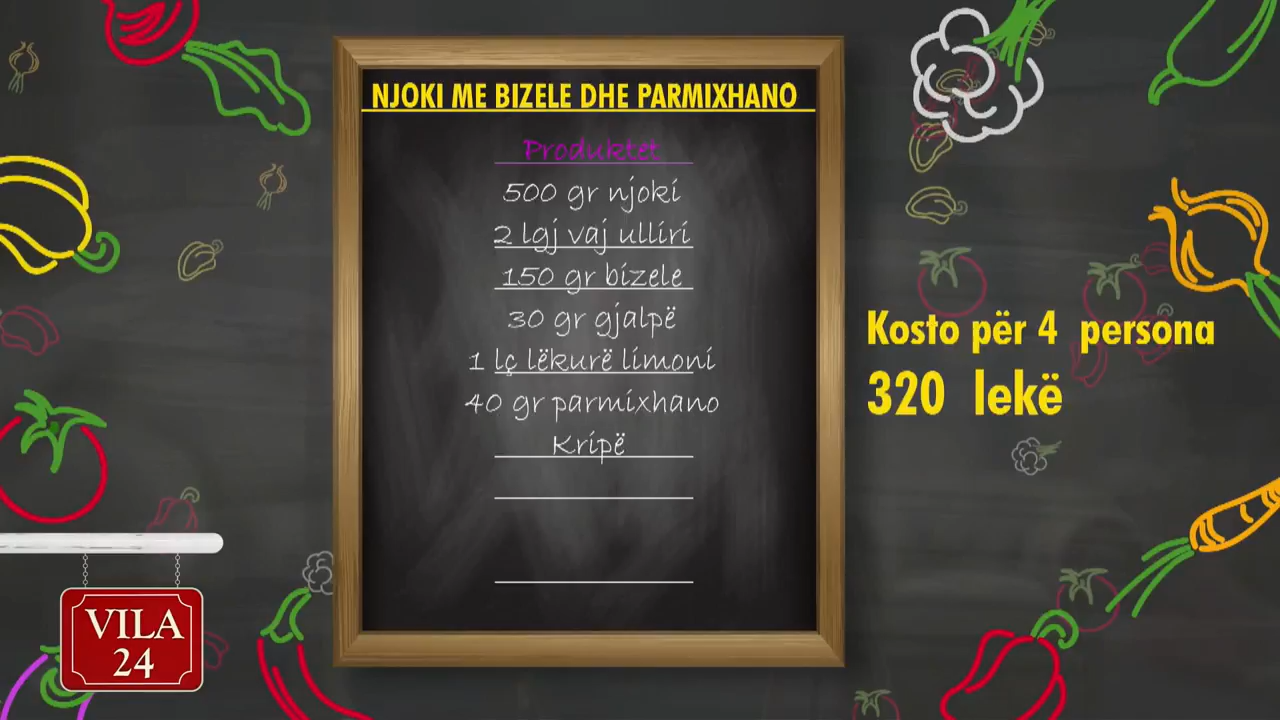 NJOKI ME BIZELE DHE PARMIXHANO
Produktet
500 gr njoki
2 lgj vaj ulliri
150 gr bizele
30 gr gjalpë
1 lç lëkurë limoni
40 gr parmixhano
Kripë
Kosto për 4 persona
320 lekë
VILA
24